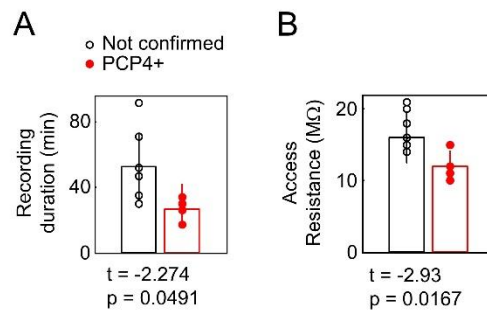 A
Not confirmed
PCP4+
Recording
duration (min)
80
40
0
t = -2.274
p = 0.0491
B
Access
Resistance (MΩ)
20
10
0
t = -2.93
p = 0.0167